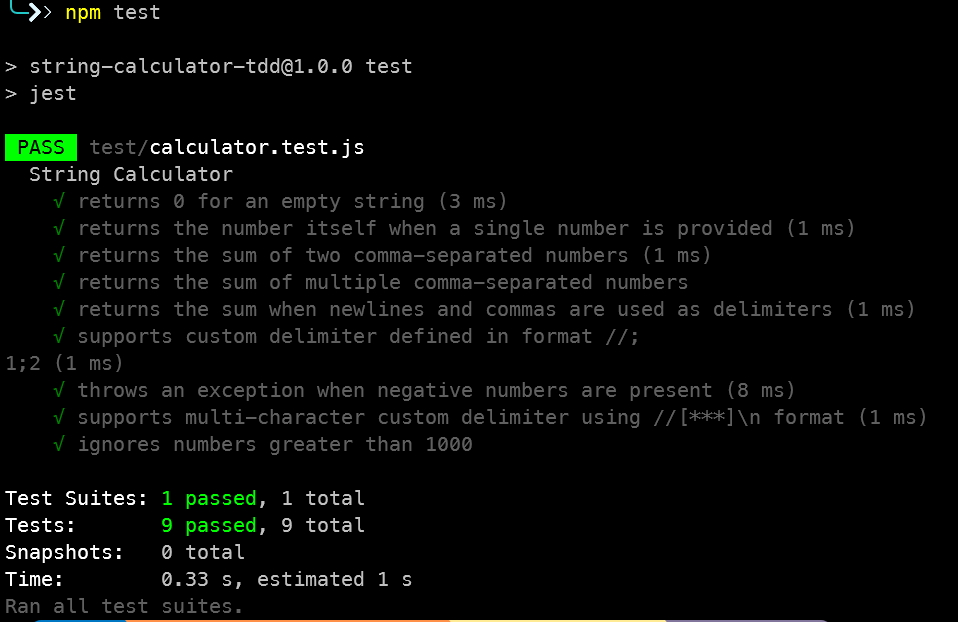 >> npm test
> string-calculator-tdd@1.0.0 test
> jest
PASS test/calculator.test.js
String Calculator
√ returns 0 for an empty string (3 ms)
√ returns the number itself when a single number is provided (1 ms)
√ returns the sum of two comma-separated numbers (1 ms)
√ returns the sum of multiple comma-separated numbers
√ returns the sum when newlines and commas are used as delimiters (1 ms)
√ supports custom delimiter defined in format //;
1;2 (1 ms)
√ throws an exception when negative numbers are present (8 ms)
√ supports multi-character custom delimiter using //[***]\n format (1 ms)
√ ignores numbers greater than 1000
Test Suites: 1 passed, 1 total
Tests: 9 passed, 9 total
Snapshots: 0 total
Time: 0.33 s, estimated 1 s
Ran all test suites.